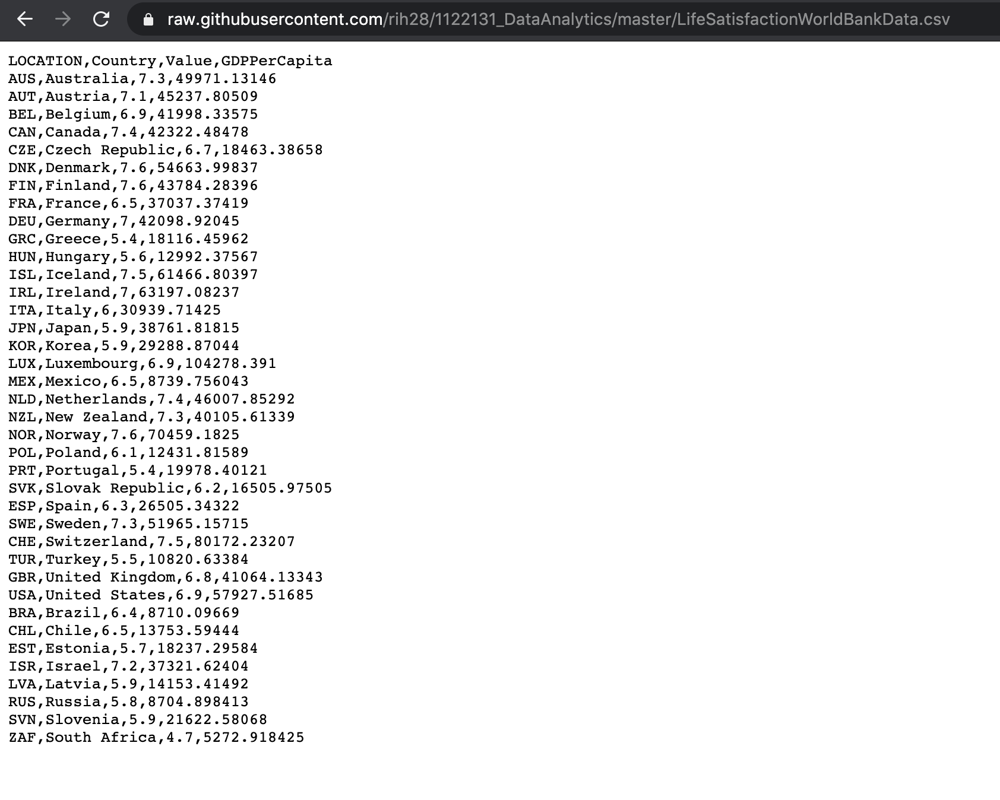 raw.githubusercontent.com/rih28/1122131_DataAnalytics/master/LifeSatisfactionWorldBankData.csv
LOCATION,Country,Value,GDPPerCapita
AUS,Australia,7.3,49971.13146
AUT,Austria,7.1,45237.80509
BEL,Belgium,6.9,41998.33575
CAN,Canada,7.4,42322.48478
CZE,Czech Republic,6.7,18463.38658
DNK,Denmark,7.6,54663.99837
FIN,Finland,7.6,43784.28396
FRA,France,6.5,37037.37419
DEU,Germany,7,42098.92045
GRC,Greece,5.4,18116.45962
HUN,Hungary,5.6,12992.37567
ISL,Iceland,7.5,61466.80397
IRL,Ireland,7,63197.08237
ITA,Italy,6,30939.71425
JPN,Japan,5.9,38761.81815
KOR,Korea,5.9,29288.87044
LUX,Luxembourg,6.9,104278.391
MEX,Mexico,6.5,8739.756043
NLD,Netherlands,7.4,46007.85292
NZL,New Zealand,7.3,40105.61339
NOR,Norway,7.6,70459.1825
POL,Poland,6.1,12431.81589
PRT,Portugal,5.4,19978.40121
SVK,Slovak Republic,6.2,16505.97505
ESP,Spain,6.3,26505.34322
SWE,Sweden,7.3,51965.15715
CHE,Switzerland,7.5,80172.23207
TUR,Turkey,5.5,10820.63384
GBR,United Kingdom,6.8,41064.13343
USA,United States,6.9,57927.51685
BRA,Brazil,6.4,8710.09669
CHL,Chile,6.5,13753.59444
EST,Estonia,5.7,18237.29584
ISR,Israel,7.2,37321.62404
LVA,Latvia,5.9,14153.41492
RUS,Russia,5.8,8704.898413
SVN,Slovenia,5.9,21622.58068
ZAF,South Africa,4.7,5272.918425